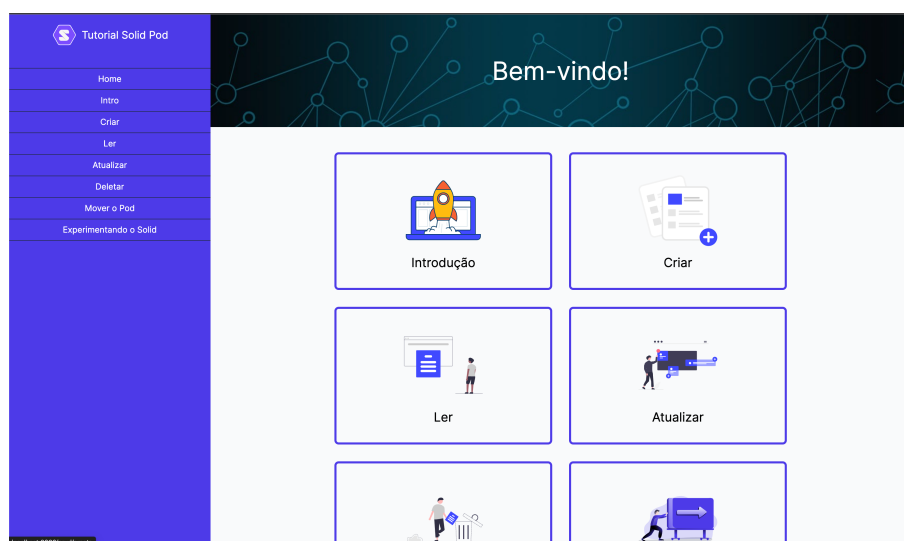 Tutorial Solid Pod
Home
Intro
Criar
Ler
Atualizar
Deletar
Mover o Pod
Experimentando o Solid
Bem-vindo!
Introdução
Criar
Ler
Atualizar